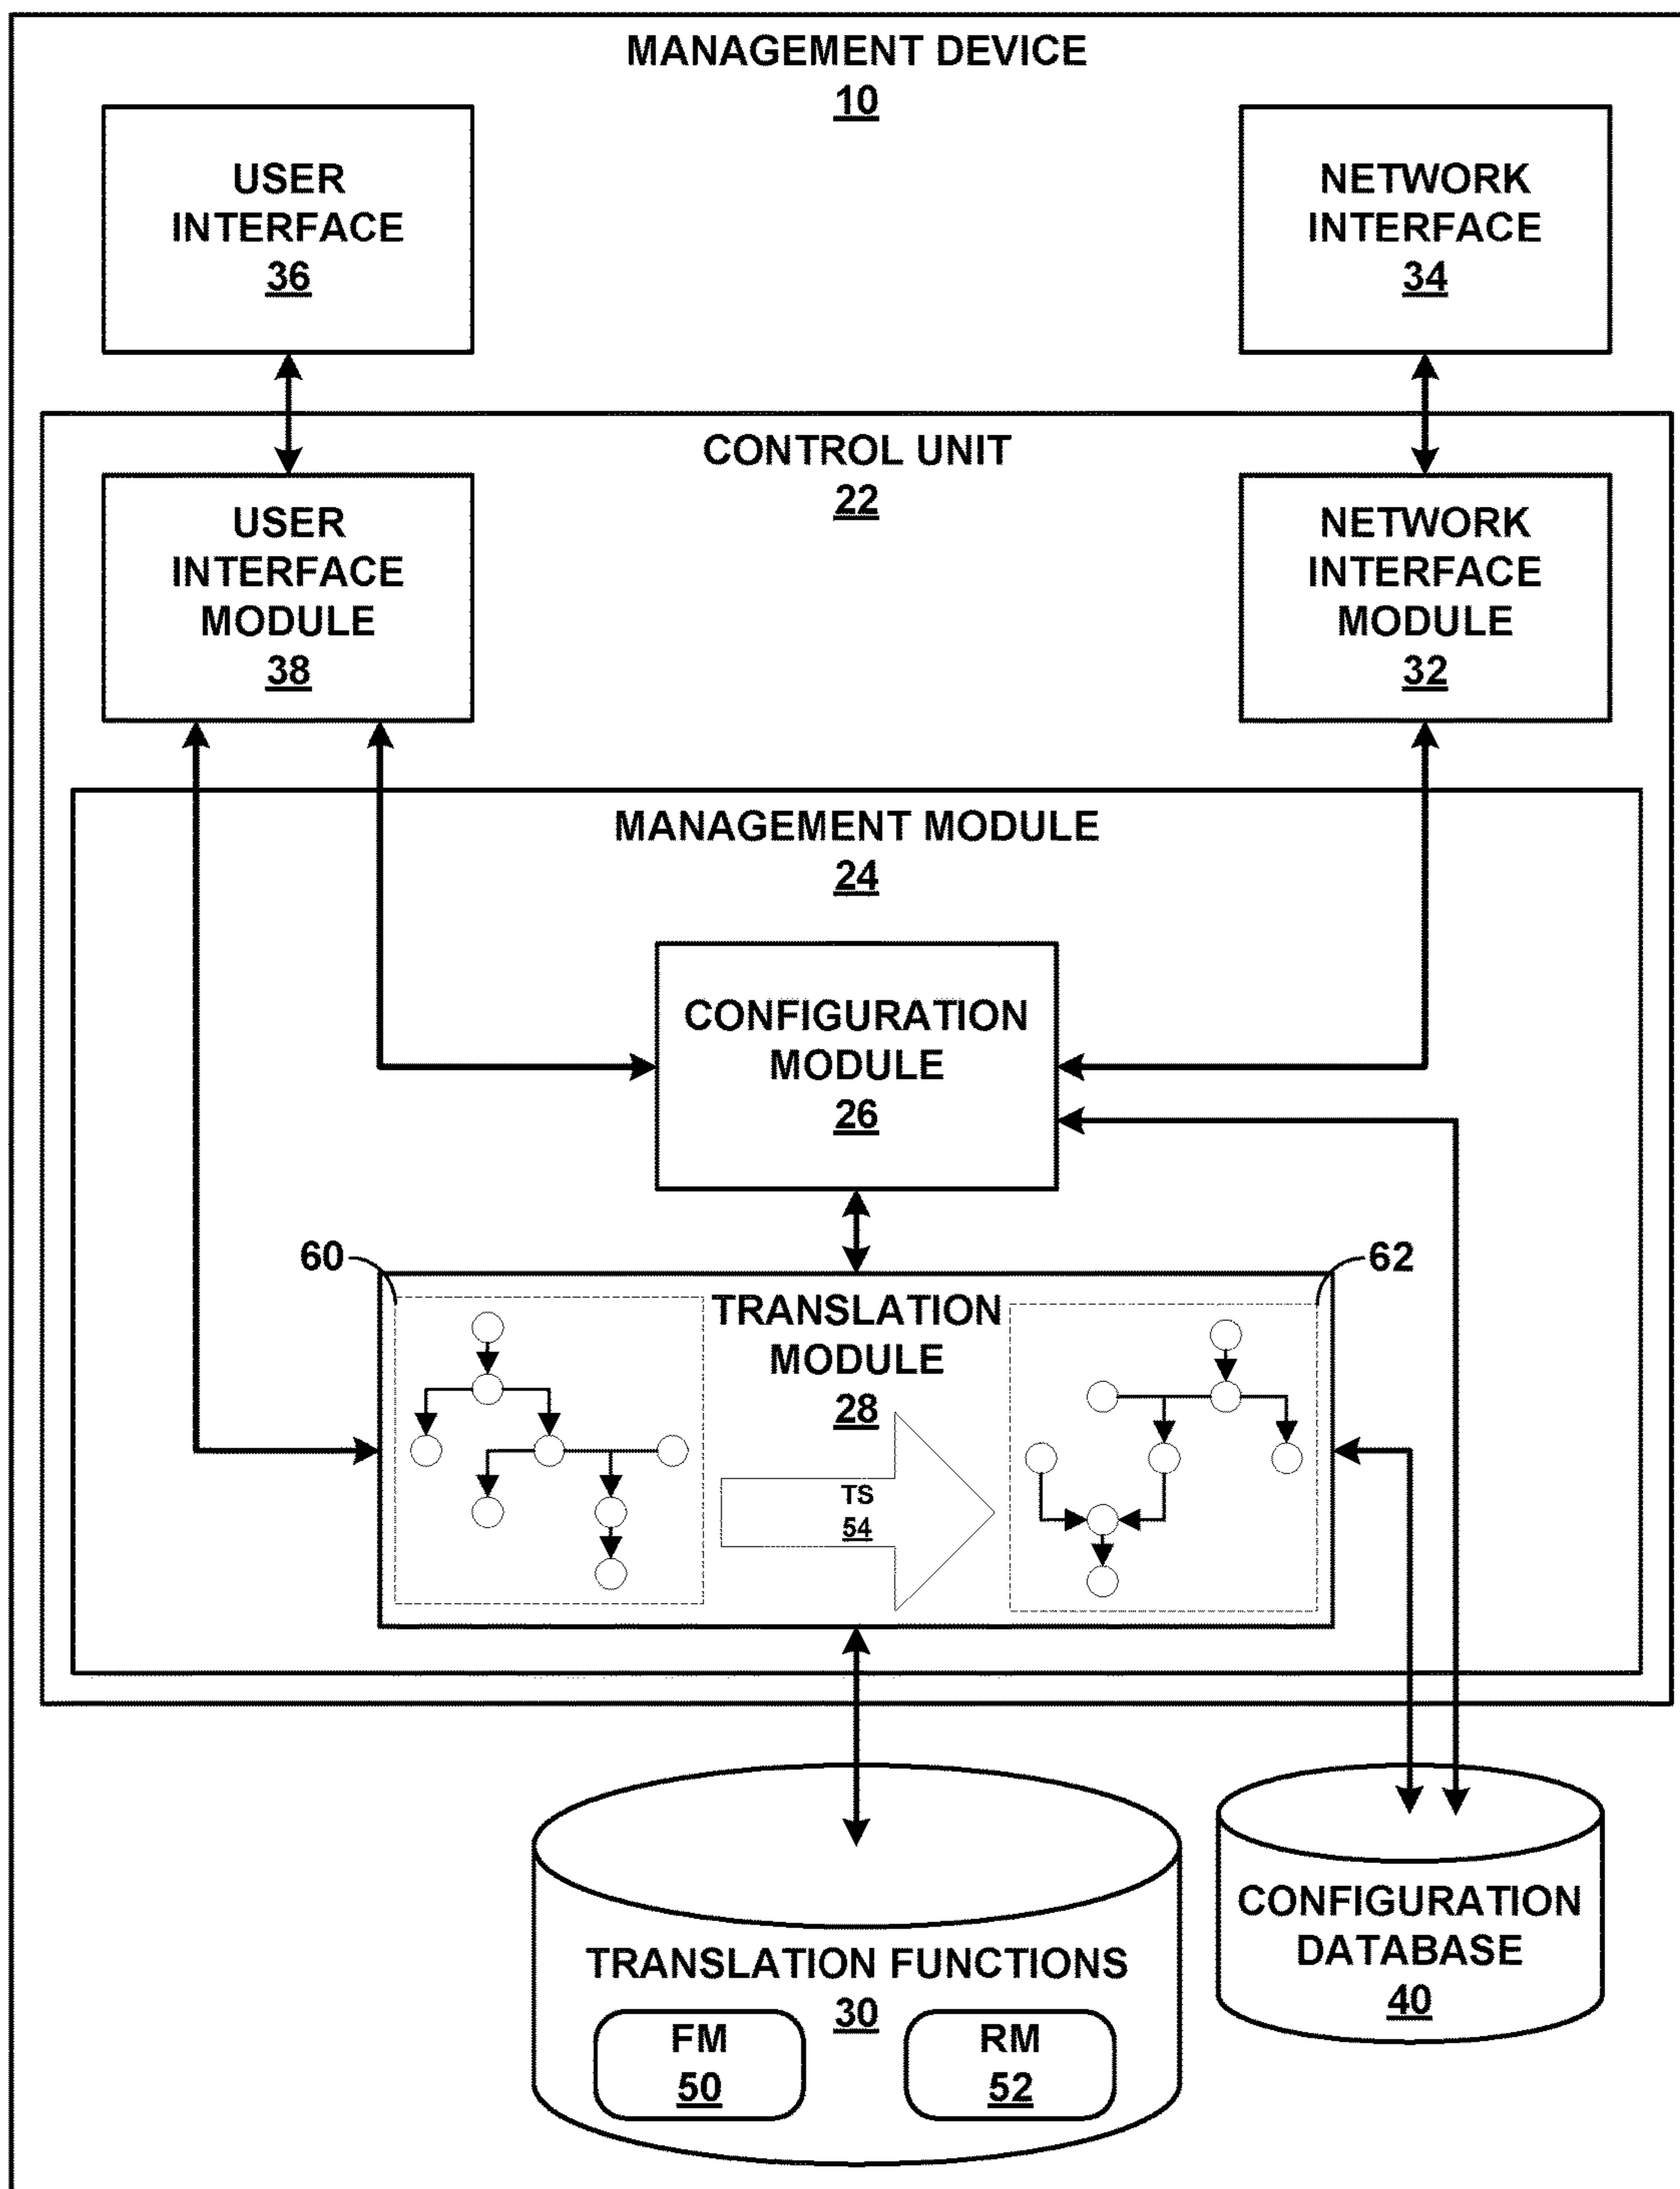 MANAGEMENT DEVICE
10
USER
INTERFACE
36
NETWORK
INTERFACE
34
CONTROL UNIT
22
USER
INTERFACE
MODULE
38
NETWORK
INTERFACE
MODULE
32
MANAGEMENT MODULE
24
CONFIGURATION
MODULE
26
60
62
TRANSLATION
MODULE
28
TS
54
TRANSLATION FUNCTIONS
30
FM
50
RM
52
CONFIGURATION
DATABASE
40